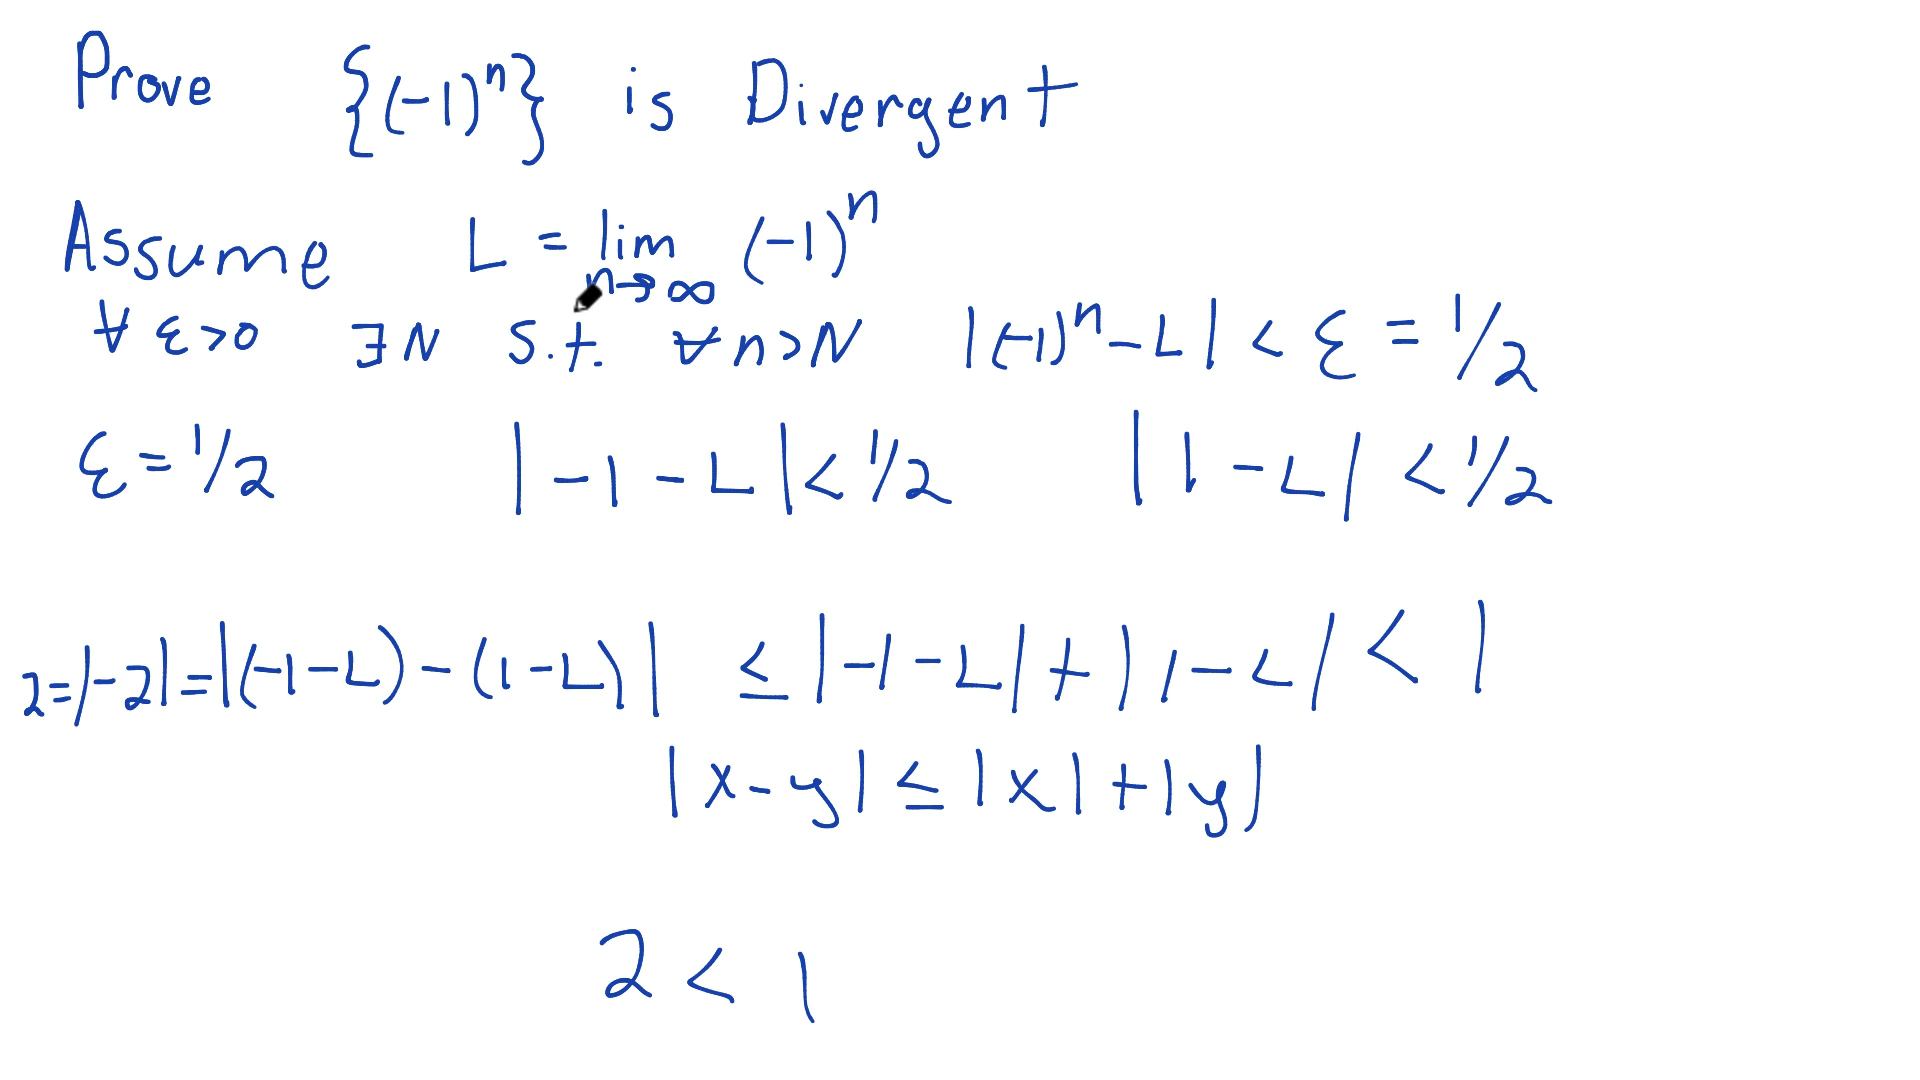 Prove {(-1)^n} is Divergent
Assume L = lim n→∞ (-1)^n
∀ ε>0 ∃N s.t. ∀n>N |(-1)^n - L| < ε = 1/2
ε = 1/2 |-1 - L| < 1/2 |1 - L| < 1/2
2=|-2|=|(-1-L) - (1-L)| ≤ |-1-L| + |1-L| < 1
|x-y| ≤ |x|+|y|
2 < 1